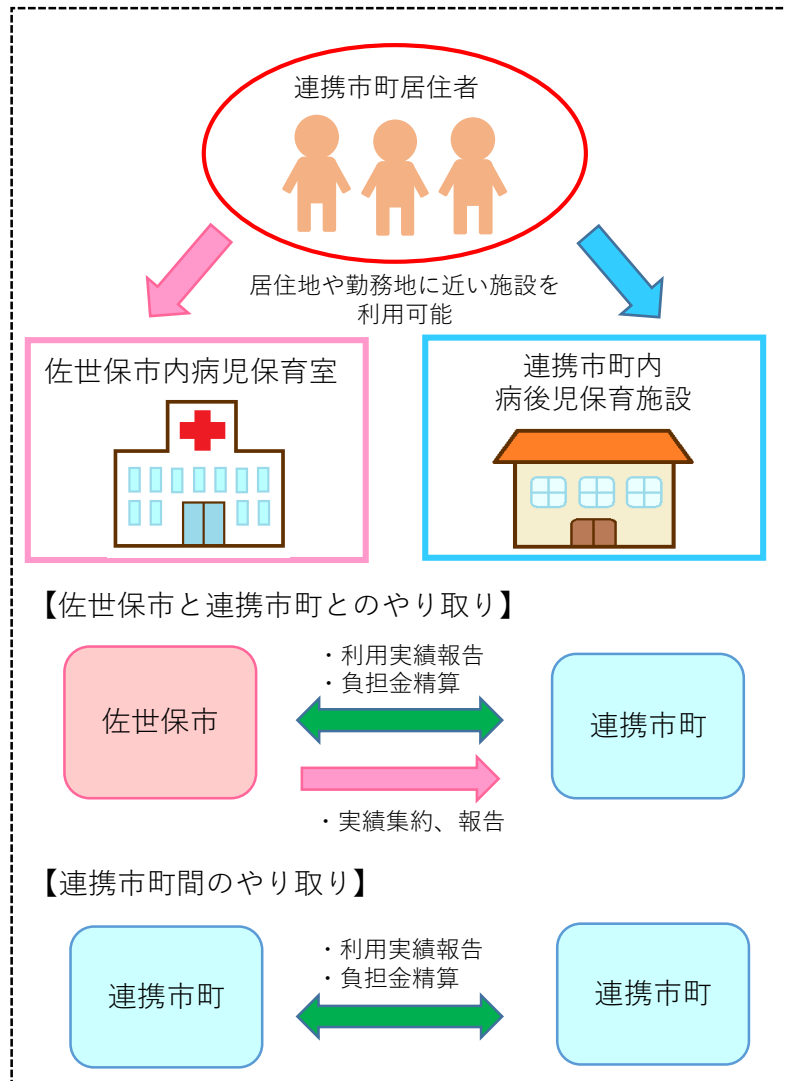 連携市町居住者
居住地や勤務地に近い施設を
利用可能
佐世保市内病児保育室
連携市町内
病後児保育施設
【佐世保市と連携市町とのやり取り】
・利用実績報告
・負担金精算
佐世保市
連携市町
・実績集約、報告
【連携市町間のやり取り】
・利用実績報告
・負担金精算
連携市町
連携市町